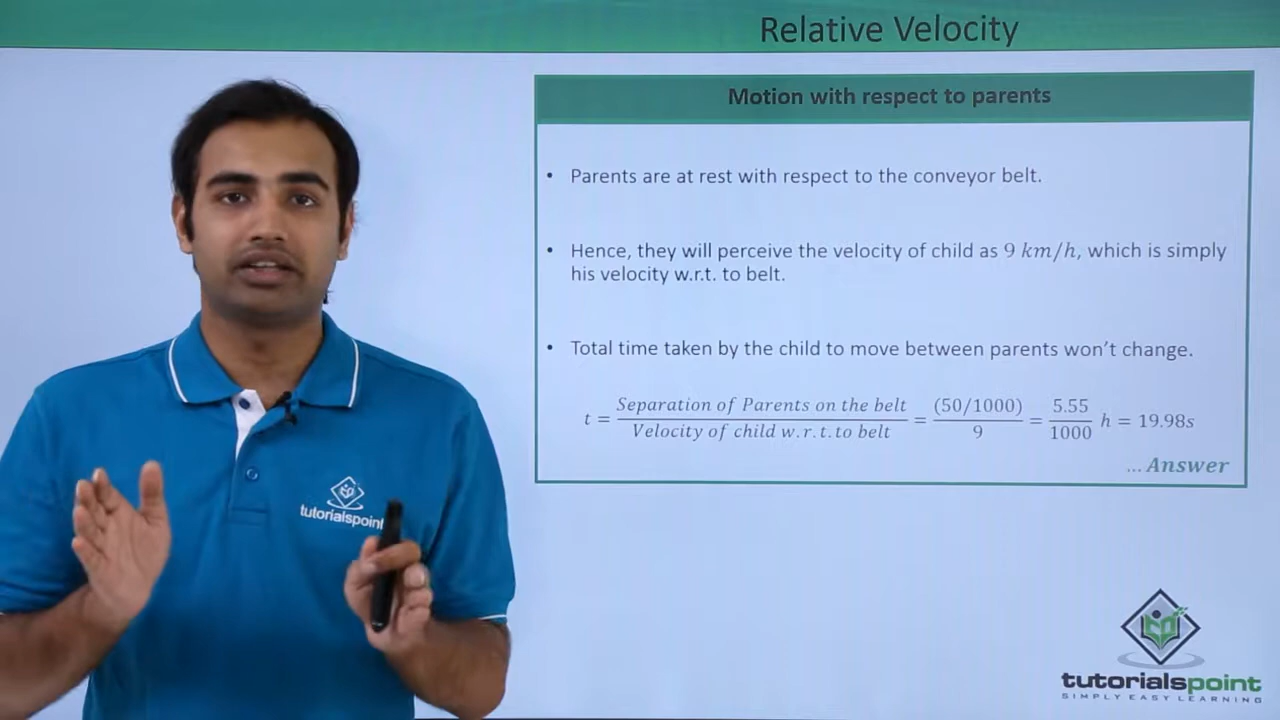 Relative Velocity
Motion with respect to parents
• Parents are at rest with respect to the conveyor belt.
• Hence, they will perceive the velocity of child as 9 km/h, which is simply
his velocity w.r.t. to belt.
• Total time taken by the child to move between parents won't change.
t = Separation of Parents on the belt / Velocity of child w.r.t. to belt = (50/1000) / 9 = 5.55 / 1000 h = 19.98s
... Answer
tutorialspoint
tutorialspoint
SIMPLY EASY LEARNING